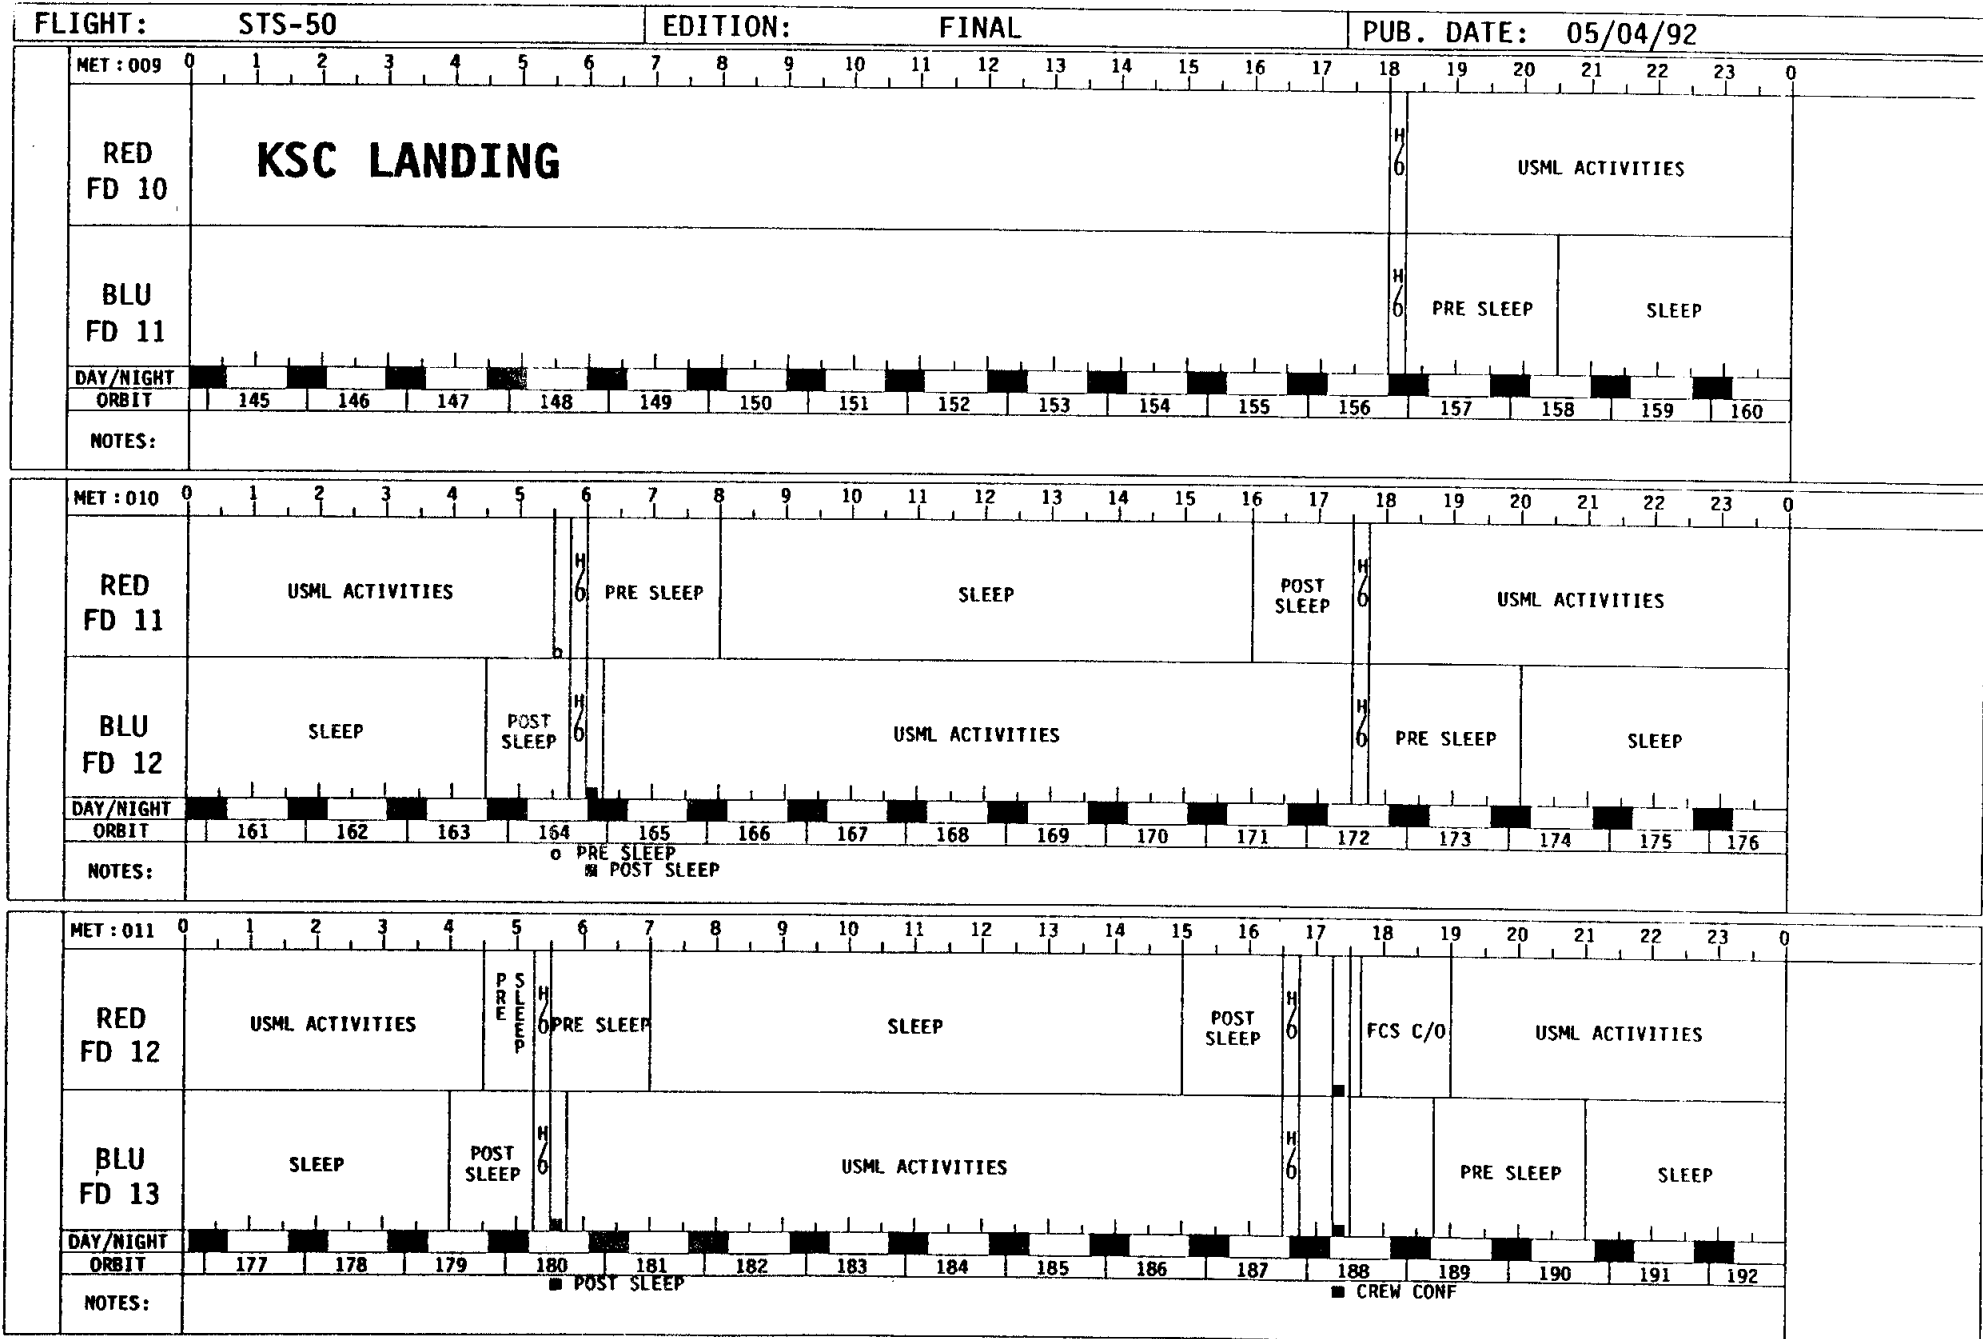 FLIGHT: STS-50 EDITION: FINAL PUB. DATE: 05/04/92
MET:009 0 1 2 3 4 5 6 7 8 9 10 11 12 13 14 15 16 17 18 19 20 21 22 23 0
RED
FD 10
KSC LANDING
H/O
USML ACTIVITIES
BLU
FD 11
H/O
PRE SLEEP
SLEEP
DAY/NIGHT
ORBIT 145 146 147 148 149 150 151 152 153 154 155 156 157 158 159 160
NOTES:
MET:010 0 1 2 3 4 5 6 7 8 9 10 11 12 13 14 15 16 17 18 19 20 21 22 23 0
RED
FD 11
USML ACTIVITIES
H/O
PRE SLEEP
SLEEP
POST
SLEEP
H/O
USML ACTIVITIES
BLU
FD 12
SLEEP
POST
SLEEP
H/O
USML ACTIVITIES
H/O
PRE SLEEP
SLEEP
DAY/NIGHT
ORBIT 161 162 163 164 165 166 167 168 169 170 171 172 173 174 175 176
NOTES:
o PRE SLEEP
■ POST SLEEP
MET:011 0 1 2 3 4 5 6 7 8 9 10 11 12 13 14 15 16 17 18 19 20 21 22 23 0
RED
FD 12
USML ACTIVITIES
PRE
SLEEP
H/O
PRE SLEEP
SLEEP
POST
SLEEP
H/O
FCS C/O
USML ACTIVITIES
BLU
FD 13
SLEEP
POST
SLEEP
H/O
USML ACTIVITIES
H/O
PRE SLEEP
SLEEP
DAY/NIGHT
ORBIT 177 178 179 180 181 182 183 184 185 186 187 188 189 190 191 192
NOTES:
■ POST SLEEP
■ CREW CONF